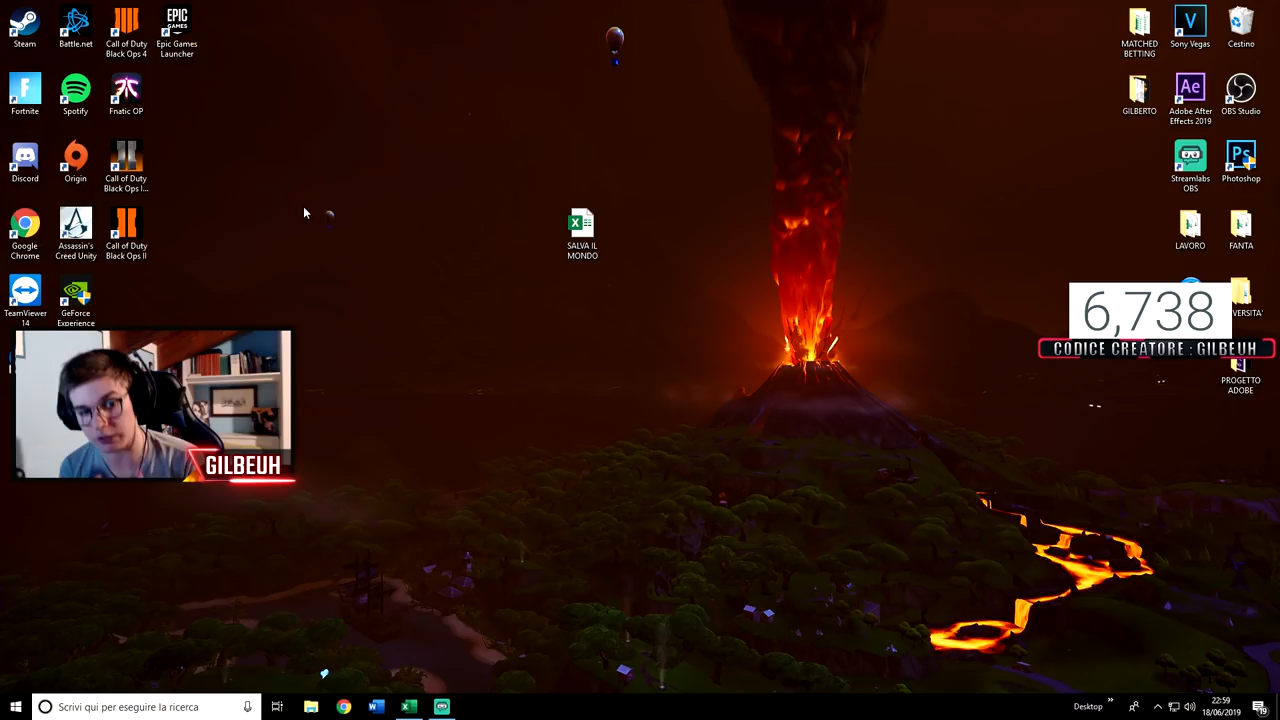 Steam
Battle.net
Call of Duty
Black Ops 4
EPIC
GAMES
Epic Games
Launcher
Fortnite
Spotify
Fnatic OP
Discord
Origin
Call of Duty
Black Ops I...
Google
Chrome
Assassin's
Creed Unity
Call of Duty
Black Ops II
TeamViewer
14
GeForce
Experience
SALVA IL
MONDO
MATCHED
BETTING
Sony Vegas
Cestino
GILBERTO
Adobe After
Effects 2019
OBS Studio
Streamlabs
OBS
Photoshop
LAVORO
FANTA
VERSITA'
6,738
CODICE CREATORE : GILBEUH
PROGETTO
ADOBE
GILBEUH
Scrivi qui per eseguire la ricerca
Desktop
22:59
18/06/2019
19